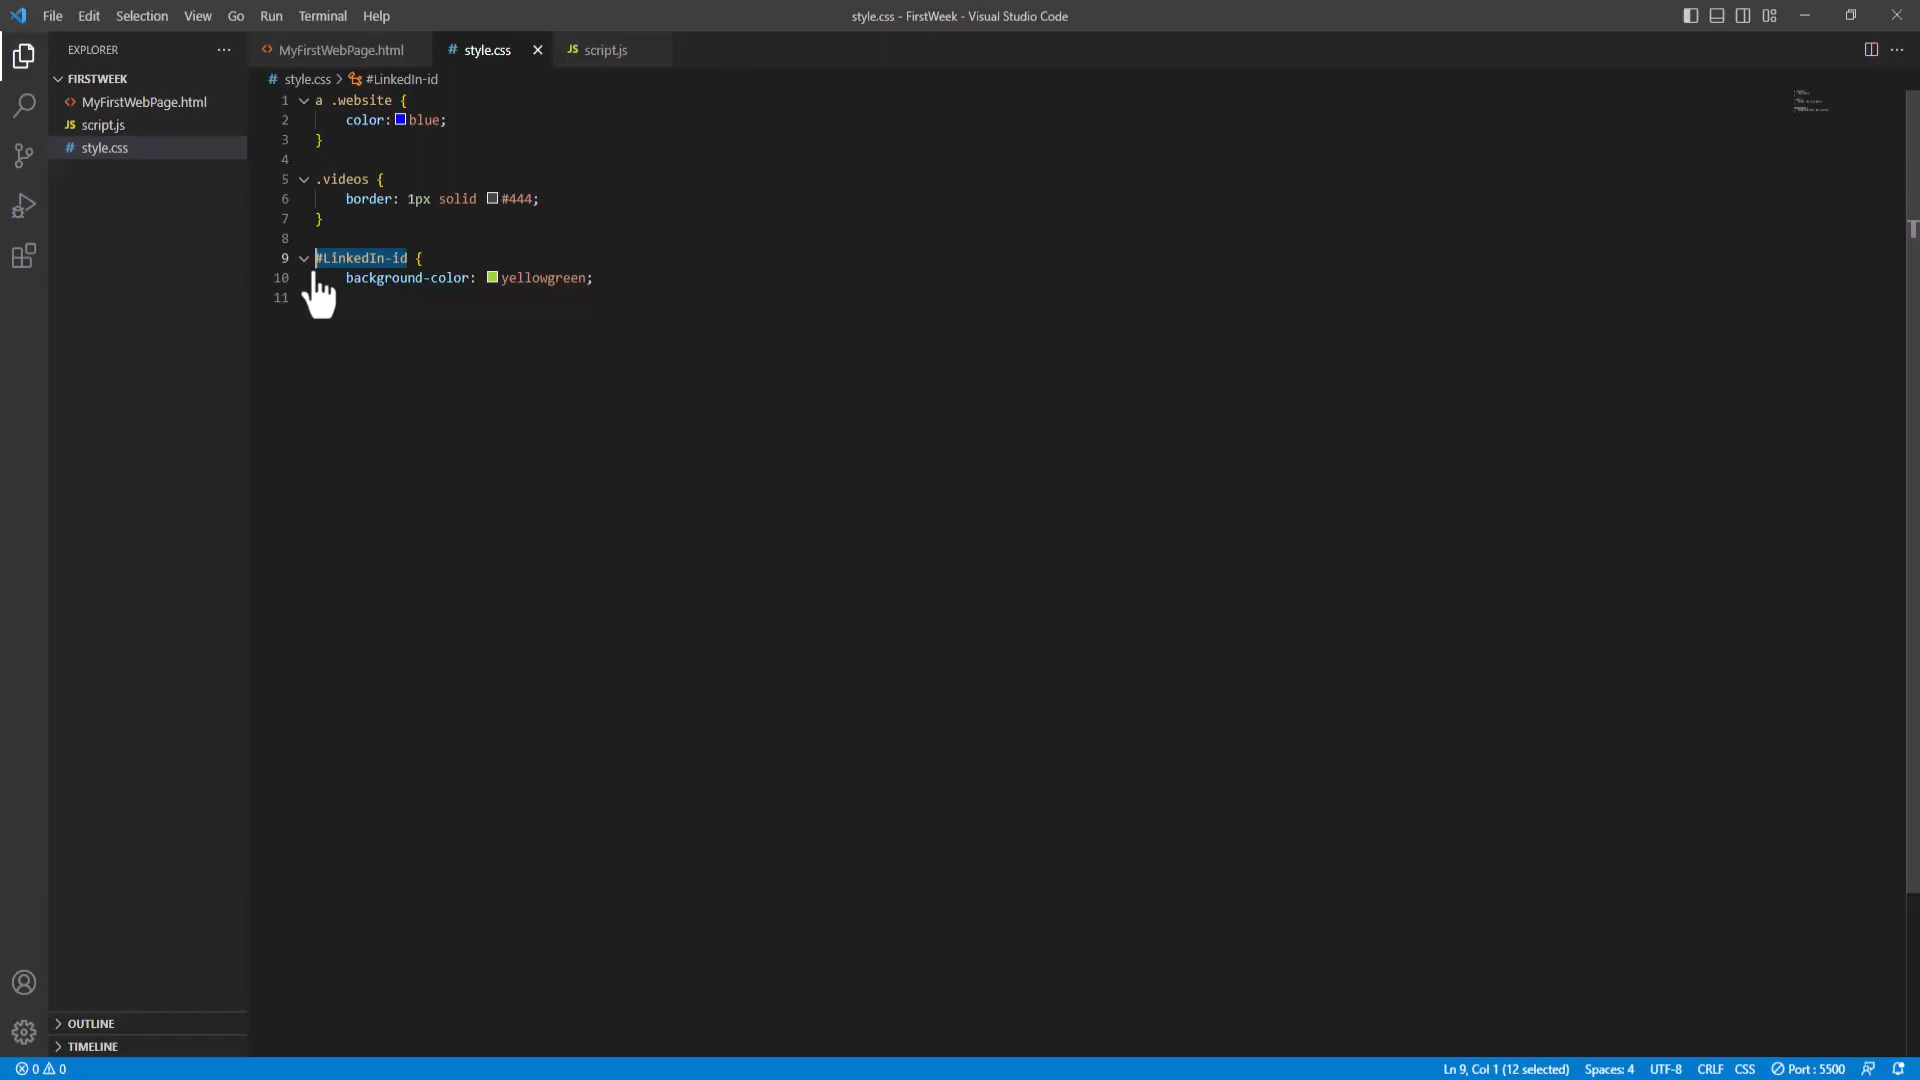 File Edit Selection View Go Run Terminal Help
style.css - FirstWeek - Visual Studio Code
EXPLORER
FIRSTWEEK
<> MyFirstWebPage.html
JS script.js
# style.css
OUTLINE
TIMELINE
<> MyFirstWebPage.html
# style.css
JS script.js
# style.css > #LinkedIn-id
1 a .website {
2 color: blue;
3 }
4
5 .videos {
6 border: 1px solid #444;
7 }
8
9 #LinkedIn-id {
10 background-color: yellowgreen;
11
0 0
Ln 9, Col 1 (12 selected)
Spaces: 4
UTF-8
CRLF
CSS
Port : 5500